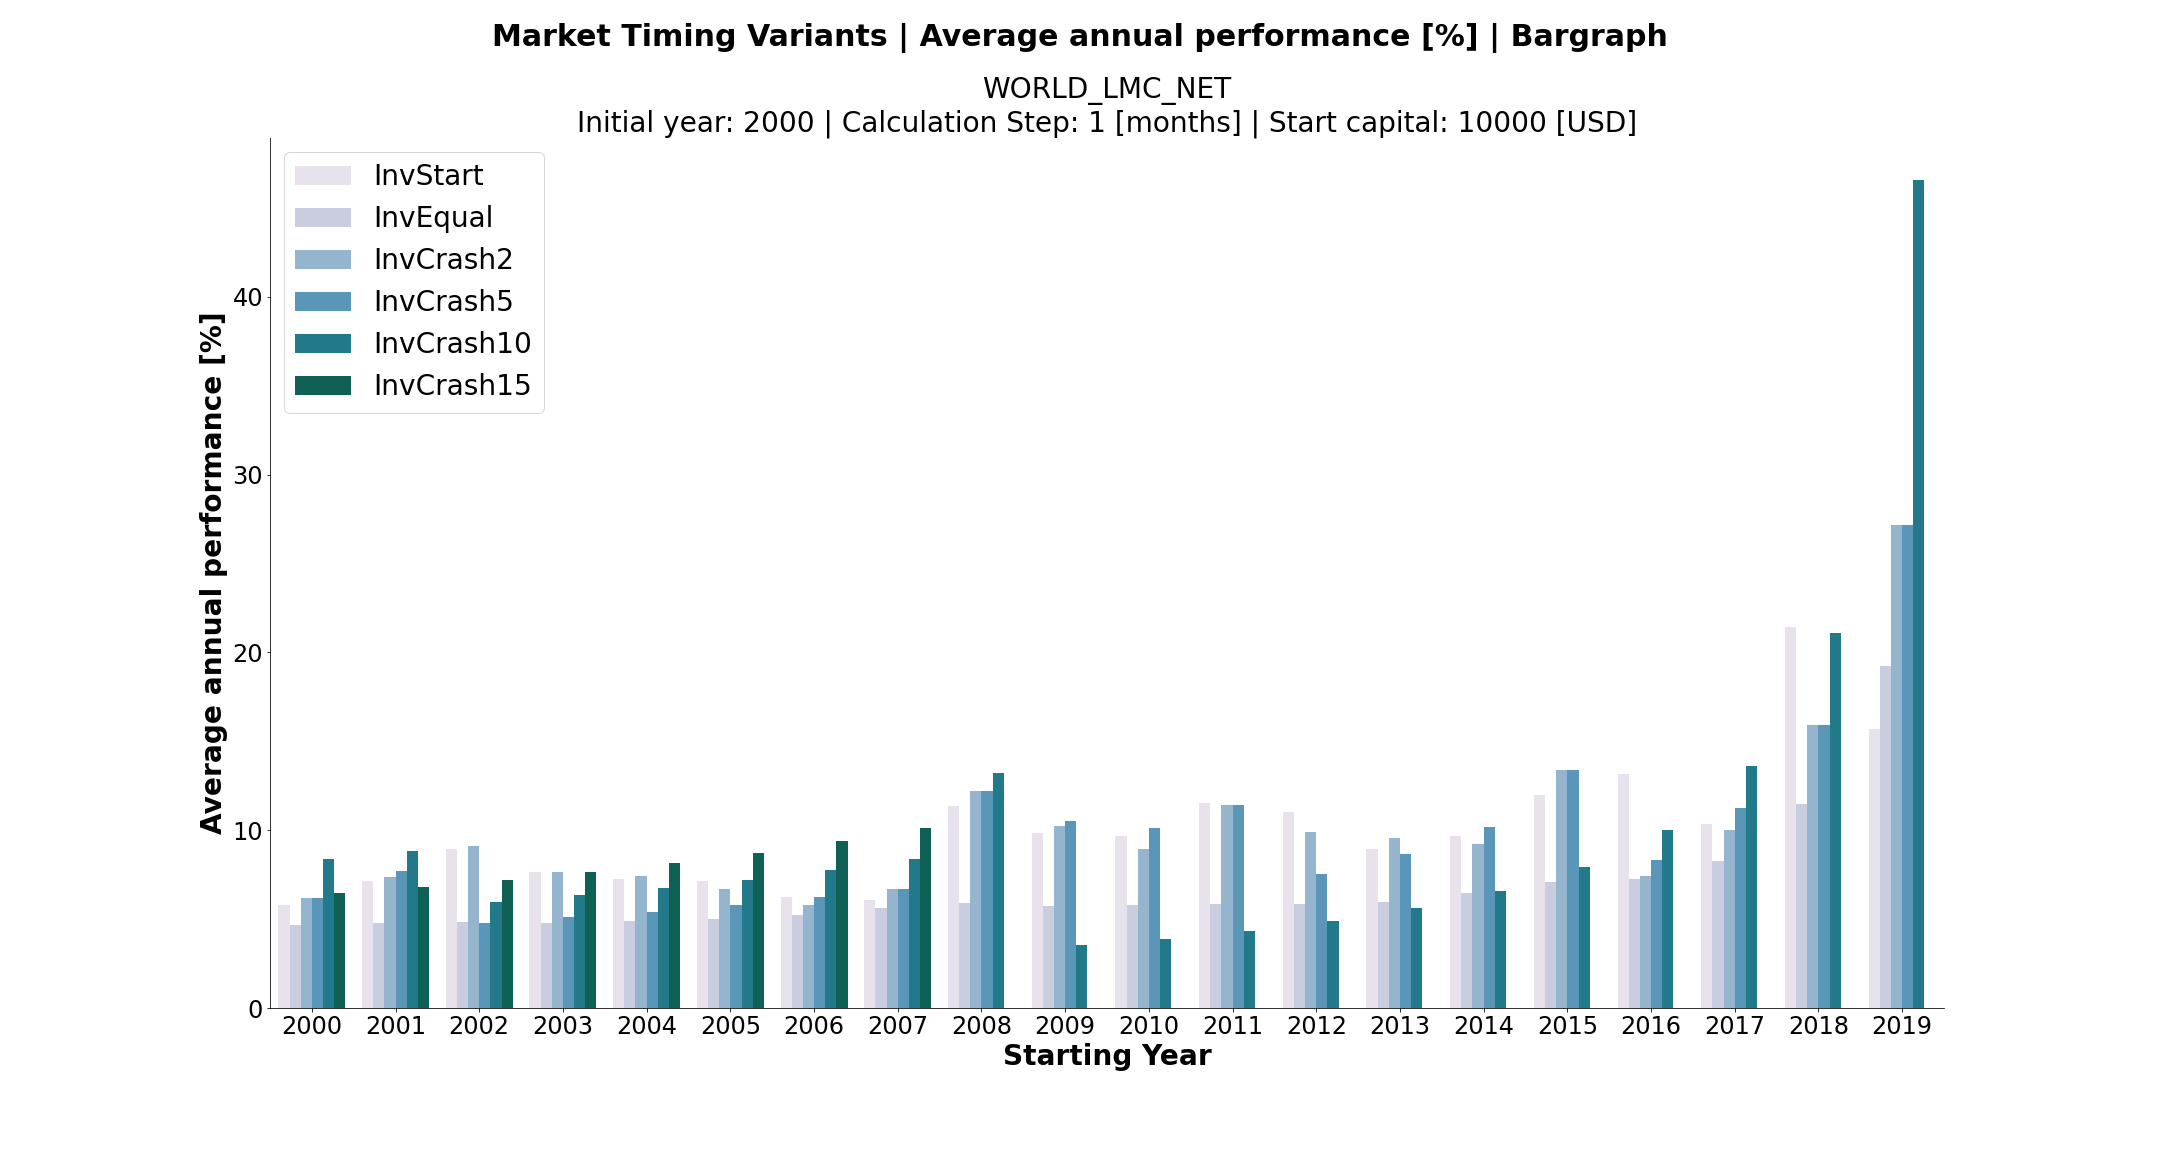 Market Timing Variants | Average annual performance [%] | Bargraph
WORLD_LMC_NET
Initial year: 2000 | Calculation Step: 1 [months] | Start capital: 10000 [USD]
InvStart
InvEqual
InvCrash2
InvCrash5
InvCrash10
InvCrash15
Average annual performance [%]
40
30
20
10
0
2000 2001 2002 2003 2004 2005 2006 2007 2008 2009 2010 2011 2012 2013 2014 2015 2016 2017 2018 2019
Starting Year